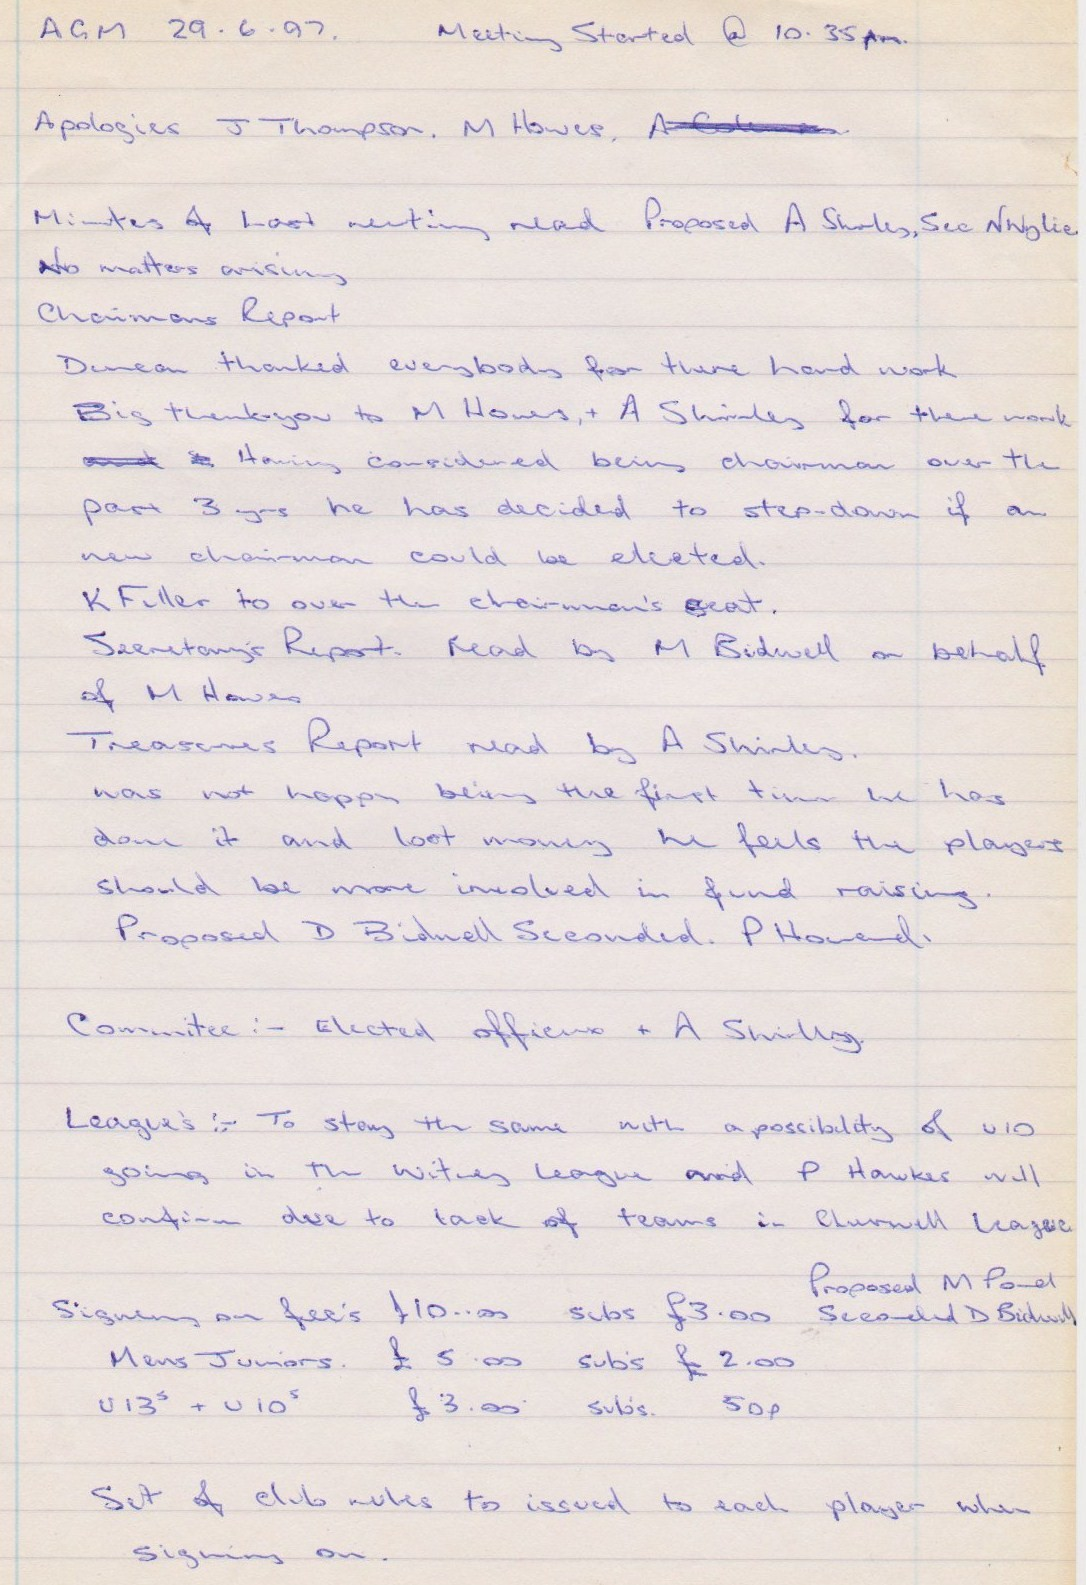 AGM 29.6.97. Meeting Started @ 10.35pm.
Apologies J Thompson, M Howes, A
Minutes of Last meeting read Proposed A Shirley, Sec N Wylie
No matters arising
Chairmans Report
Duncan thanked everybody for there hard work
Big thank-you to M Howes, + A Shirley for there work
Having considered being chairman over the
past 3 yrs he has decided to step-down if an
new chairman could be elected.
K Fuller to over the chairman's seat.
Secretary's Report. read by M Bidwell on behalf
of M Howes
Treasures Report read by A Shirley.
was not happy being the first time he has
done it and lost money he feels the players
should be more involved in fund raising.
Proposed D Bidwell Seconded. P Howard.
Commitee :- Elected officers + A Shirley.
League's :- To stay the same with a possibility of U10
going in the Witney League and P Hawkes will
confirm due to lack of teams in Churwell League
Proposed M Pond
Signing on fee's £10.00 subs £3.00 Seconded D Bidwell
Mens Juniors. £5.00 sub's £2.00
U13s + U10s £3.00 sub's. 50p
Set of club rules to issued to each player when
signing on.